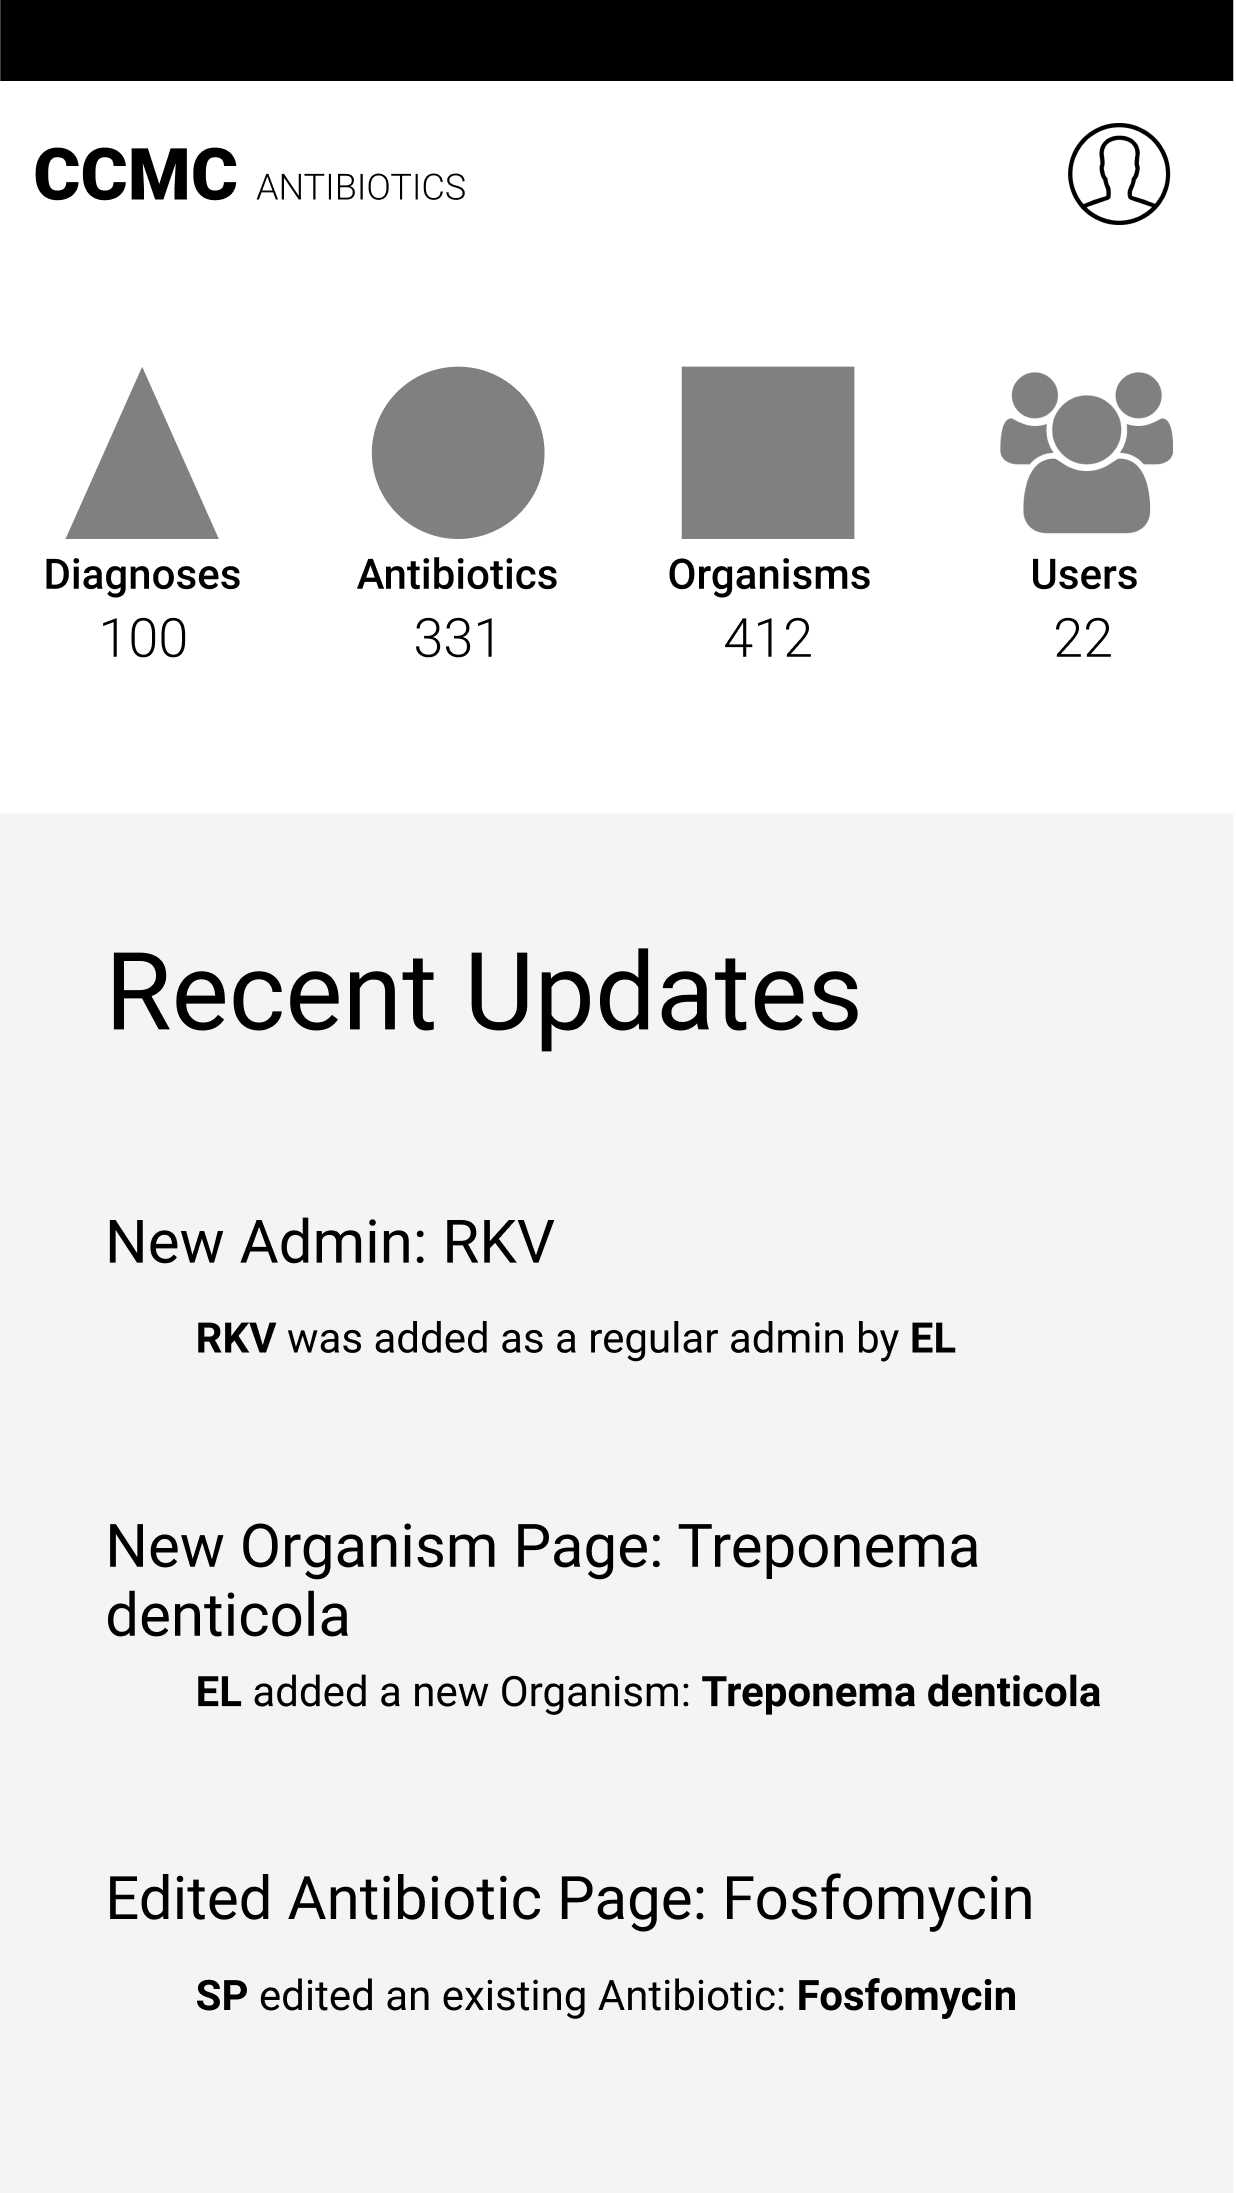 CCMC ANTIBIOTICS
Diagnoses Antibiotics Organisms Users
100 331 412 22
Recent Updates
New Admin: RKV
RKV was added as a regular admin by EL
New Organism Page: Treponema
denticola
EL added a new Organism: Treponema denticola
Edited Antibiotic Page: Fosfomycin
SP edited an existing Antibiotic: Fosfomycin